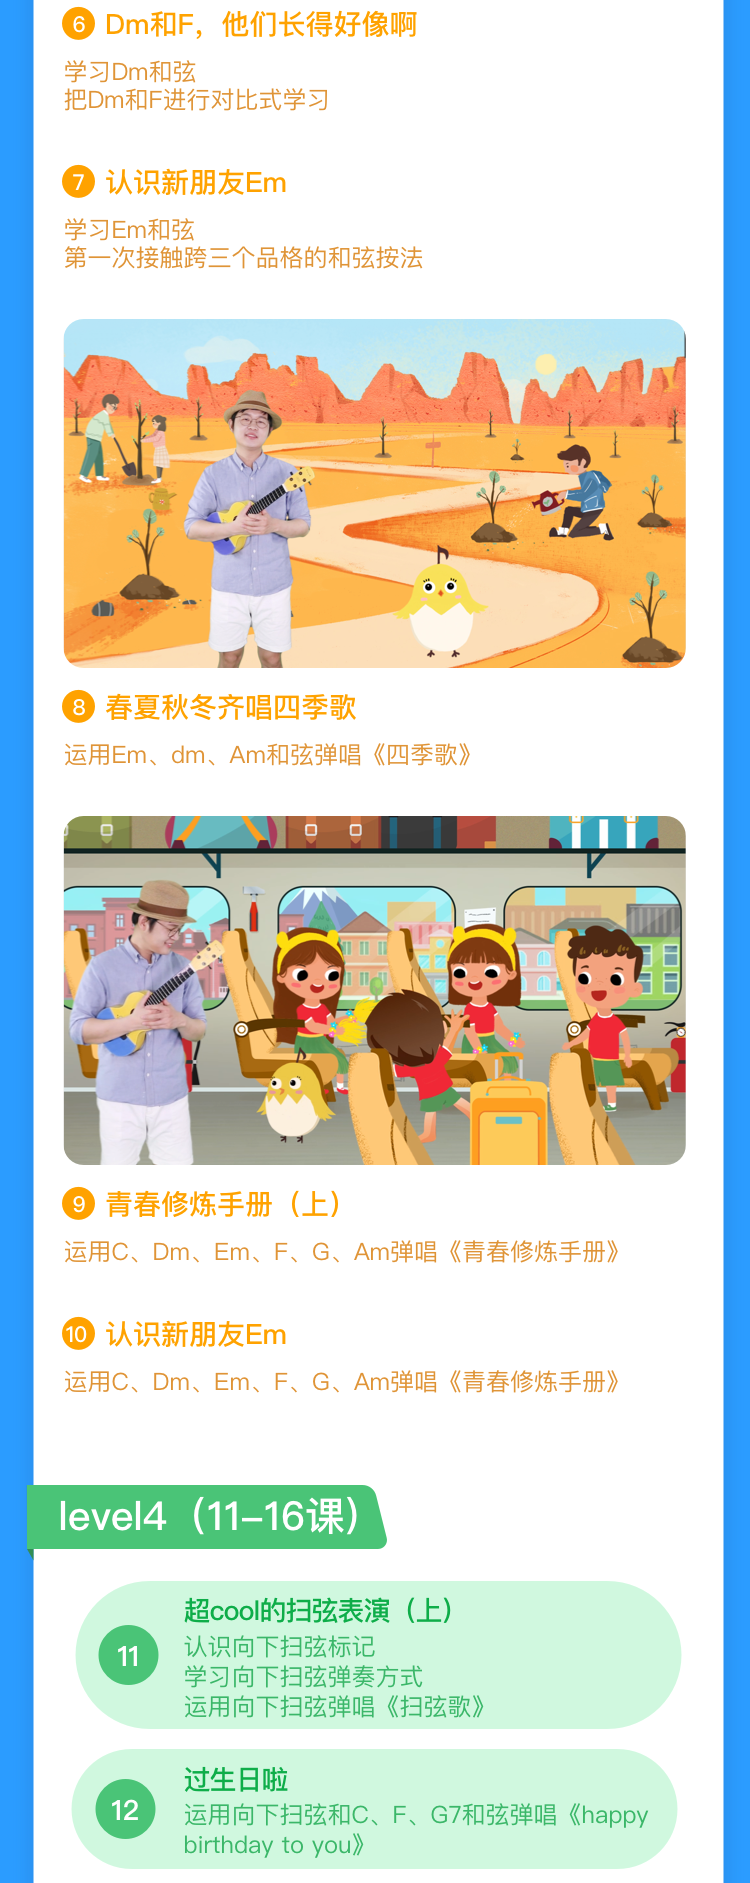 6 Dm和F，他们长得好像啊
学习Dm和弦
把Dm和F进行对比式学习
7 认识新朋友Em
学习Em和弦
第一次接触跨三个品格的和弦按法
8 春夏秋冬齐唱四季歌
运用Em、dm、Am和弦弹唱《四季歌》
9 青春修炼手册（上）
运用C、Dm、Em、F、G、Am弹唱《青春修炼手册》
10 认识新朋友Em
运用C、Dm、Em、F、G、Am弹唱《青春修炼手册》
level4（11-16课）
11
超cool的扫弦表演（上）
认识向下扫弦标记
学习向下扫弦弹奏方式
运用向下扫弦弹唱《扫弦歌》
12
过生日啦
运用向下扫弦和C、F、G7和弦弹唱《happy
birthday to you》